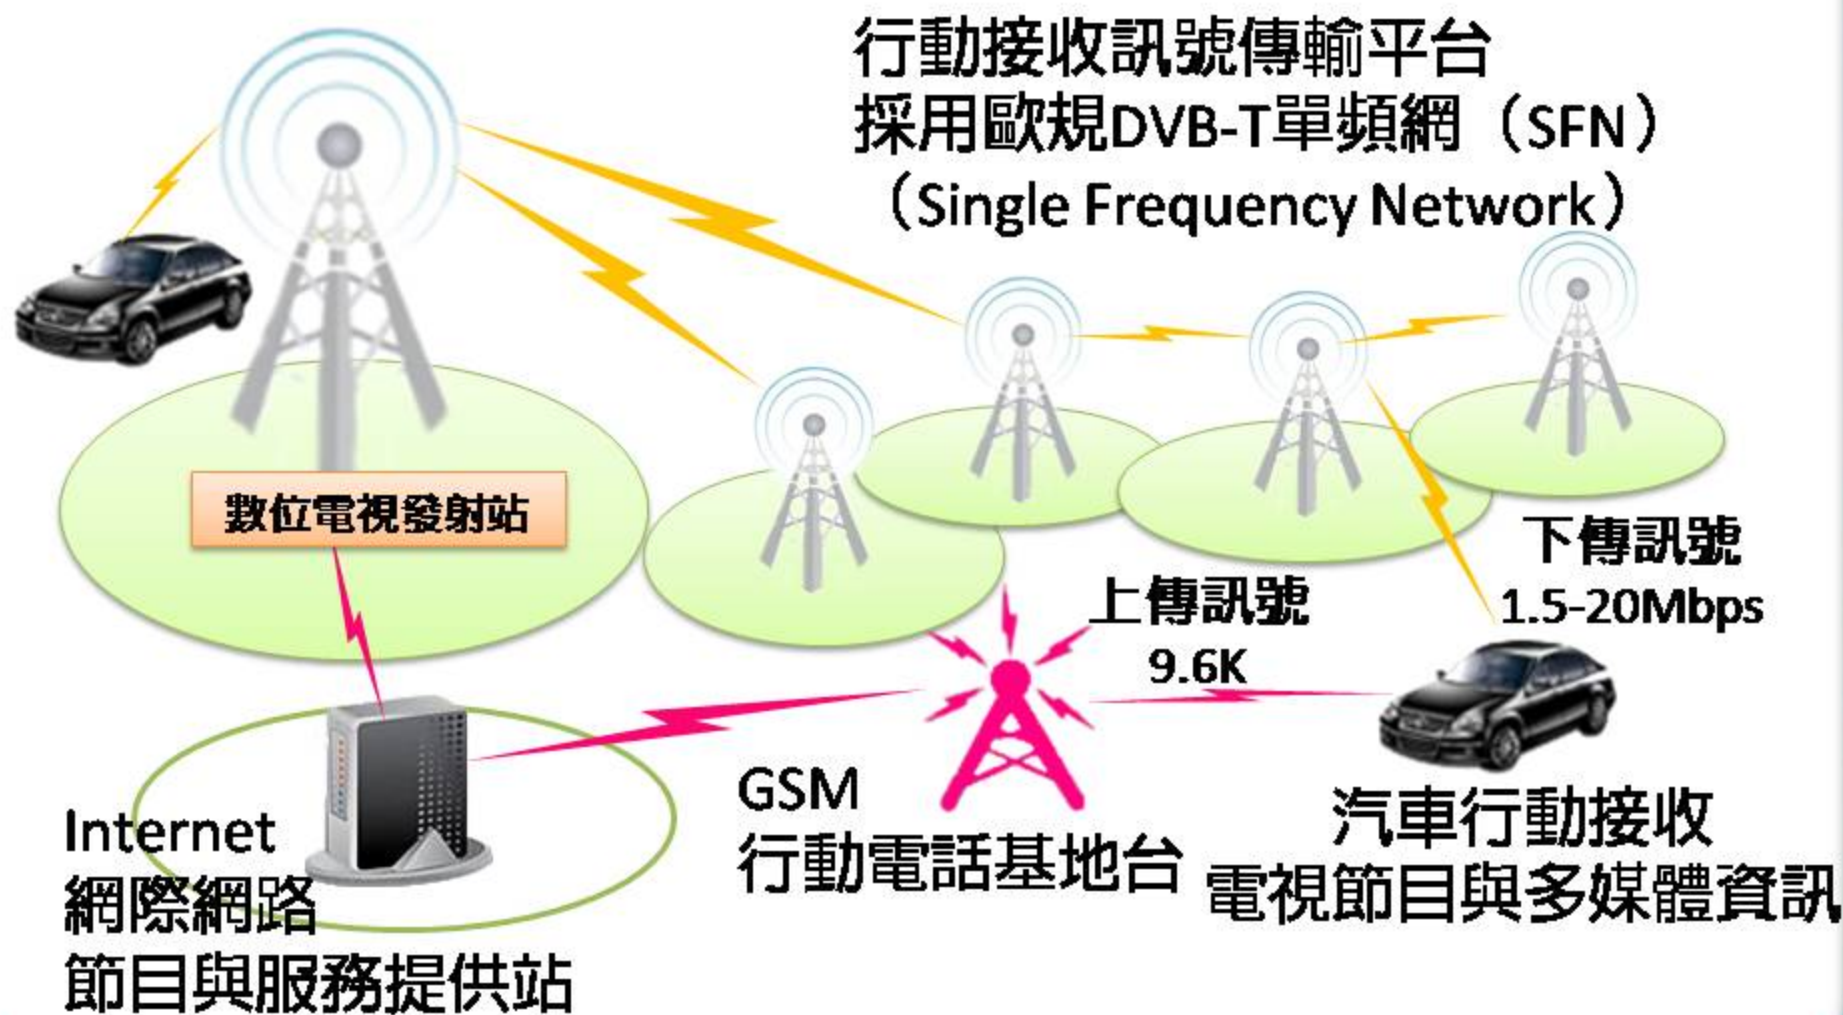 行動接收訊號傳輸平台
採用歐規DVB-T單頻網（SFN）
（Single Frequency Network）
數位電視發射站
下傳訊號
1.5-20Mbps
上傳訊號
9.6K
GSM
行動電話基地台
汽車行動接收
電視節目與多媒體資訊
Internet
網際網路
節目與服務提供站